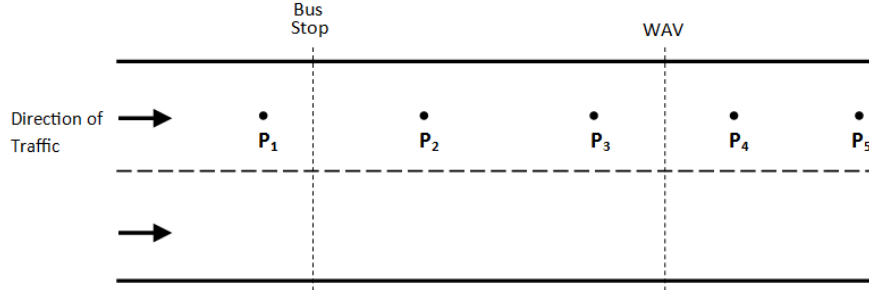 Bus
Stop
WAV
Direction of
Traffic
P1
P2
P3
P4
P5